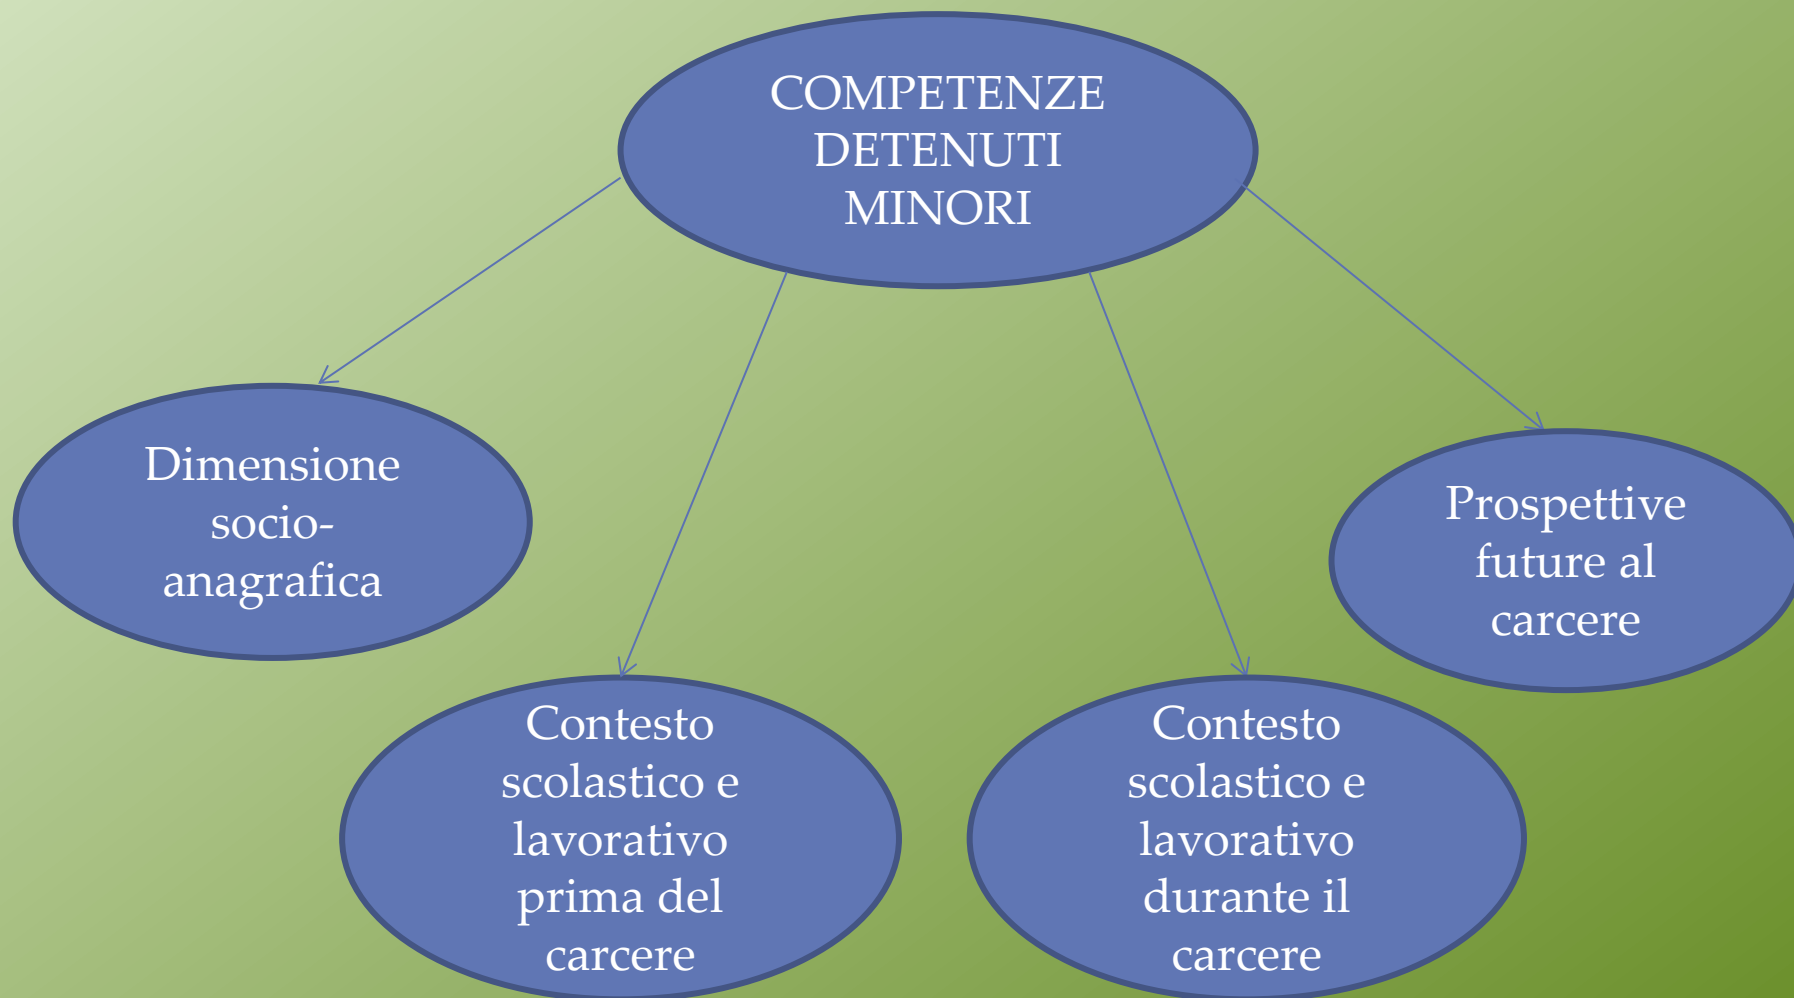 COMPETENZE
DETENUTI
MINORI
Dimensione
socio-
anagrafica
Prospettive
future al
carcere
Contesto
scolastico e
lavorativo
prima del
carcere
Contesto
scolastico e
lavorativo
durante il
carcere